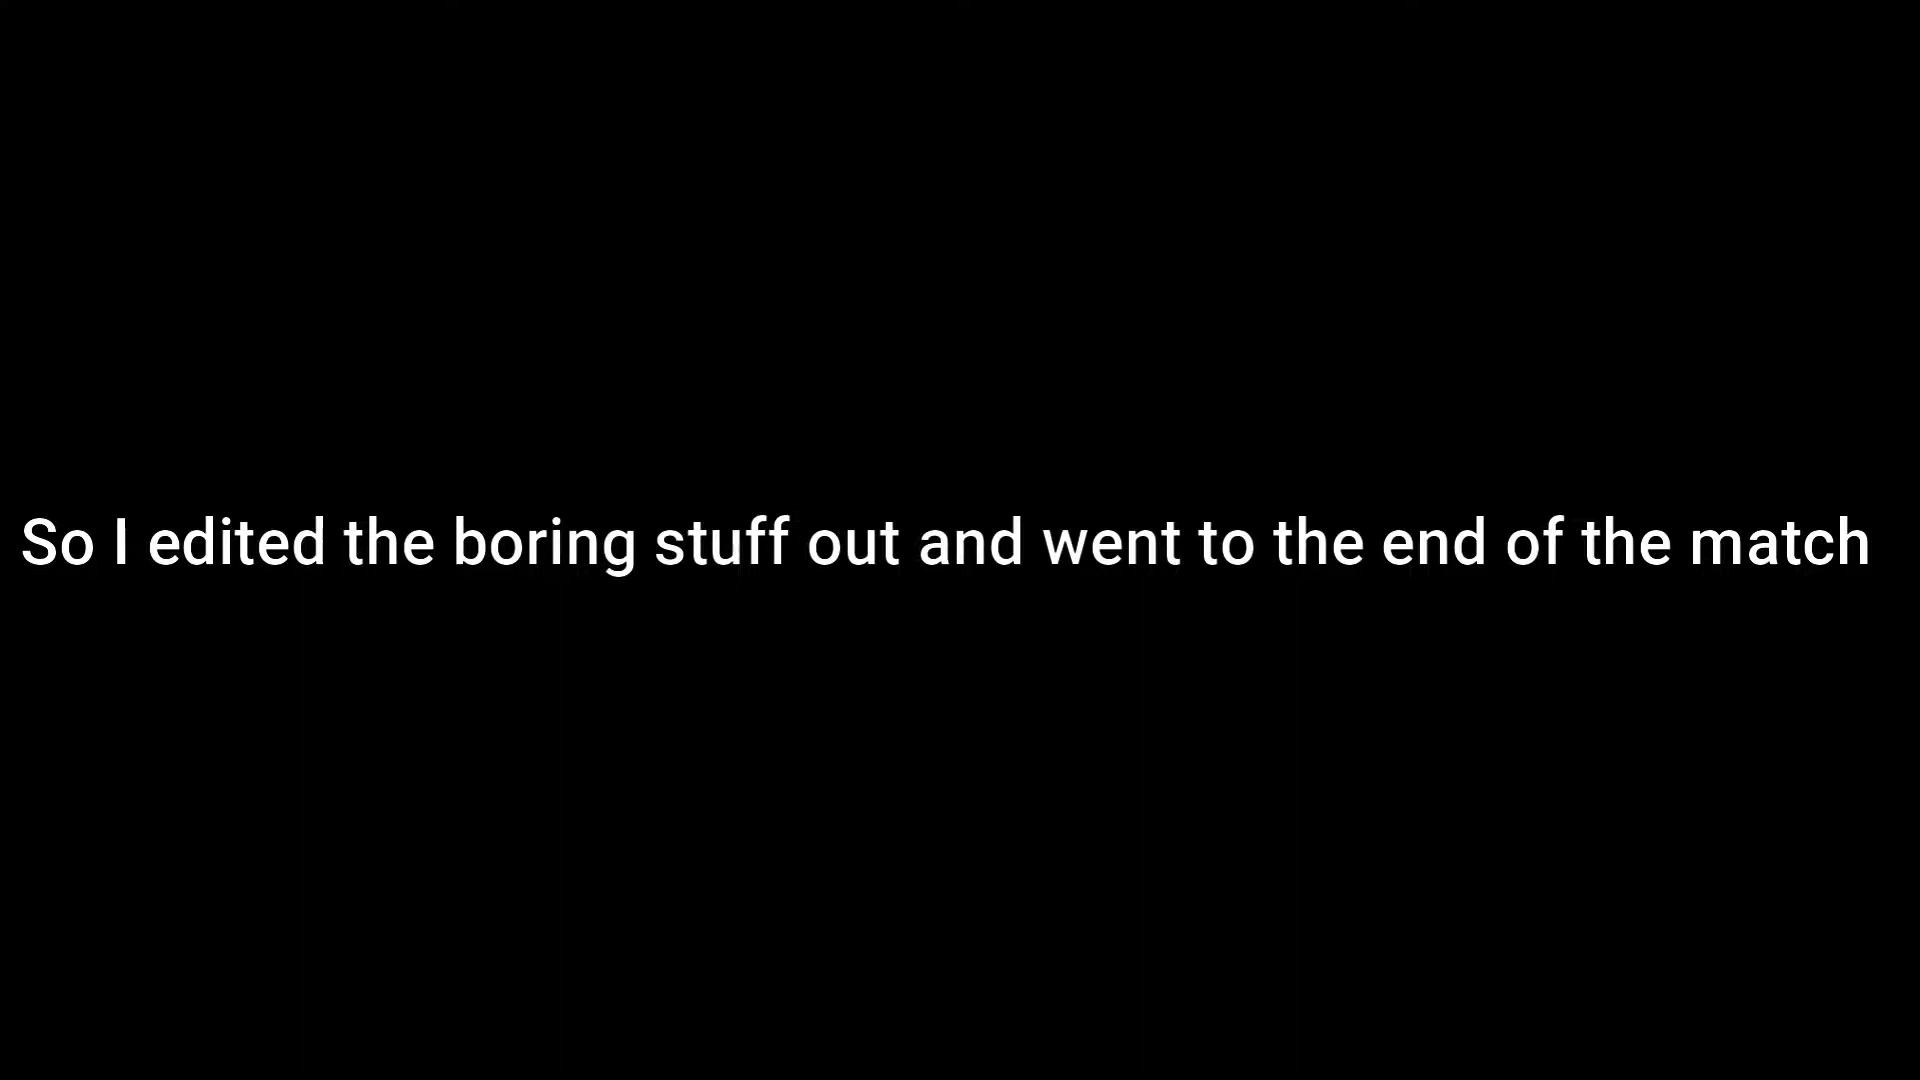 So I edited the boring stuff out and went to the end of the match